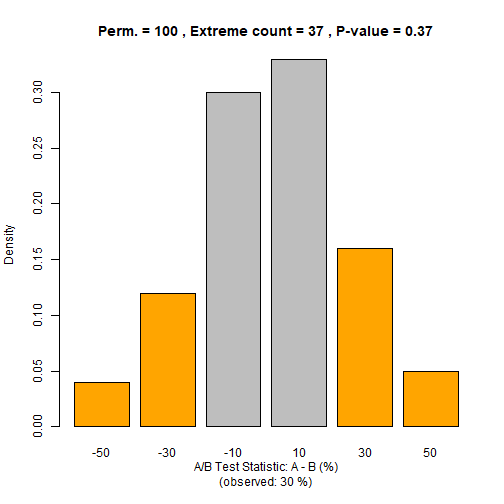 Perm. = 100 , Extreme count = 37 , P-value = 0.37
Density
0.30
0.25
0.20
0.15
0.10
0.05
0.00
-50 -30 -10 10 30 50
A/B Test Statistic: A - B (%)
(observed: 30 %)